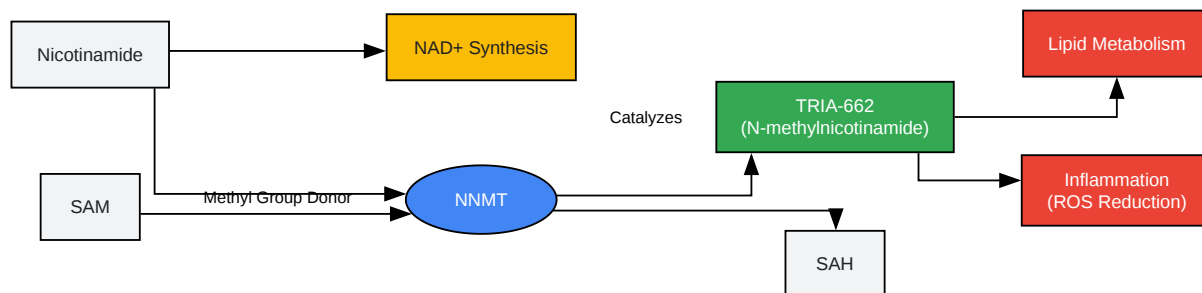 Nicotinamide
NAD+ Synthesis
Lipid Metabolism
Catalyzes
TRIA-662
(N-methylnicotinamide)
SAM
Methyl Group Donor
NNMT
Inflammation
(ROS Reduction)
SAH